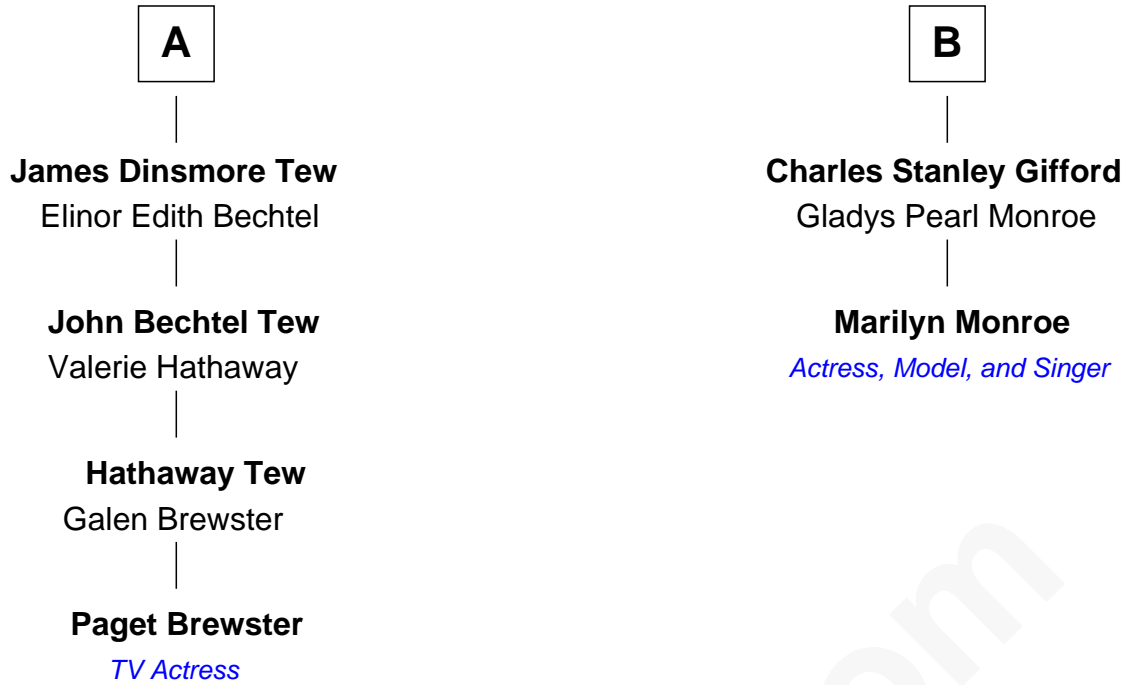 A
James Dinsmore Tew
Elinor Edith Bechtel
John Bechtel Tew
Valerie Hathaway
Hathaway Tew
Galen Brewster
Paget Brewster
TV Actress
B
Charles Stanley Gifford
Gladys Pearl Monroe
Marilyn Monroe
Actress, Model, and Singer
om